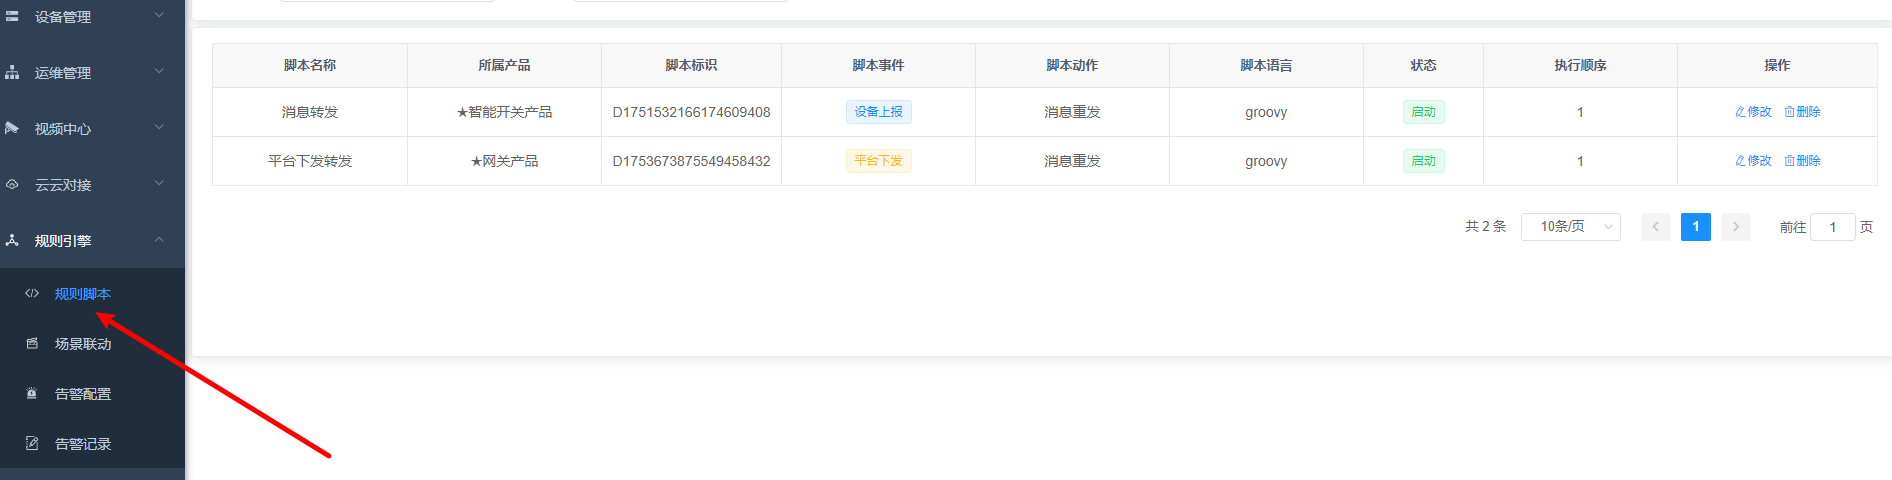 设备管理
运维管理
视频中心
云云对接
规则引擎
规则脚本
场景联动
告警配置
告警记录
脚本名称 所属产品 脚本标识 脚本事件 脚本动作 脚本语言 状态 执行顺序 操作
消息转发 ★智能开关产品 D1751532166174609408 设备上报 消息重发 groovy 启动 1 修改 删除
平台下发转发 ★网关产品 D1753673875549458432 平台下发 消息重发 groovy 启动 1 修改 删除
共 2 条 10条/页 1 前往 1 页